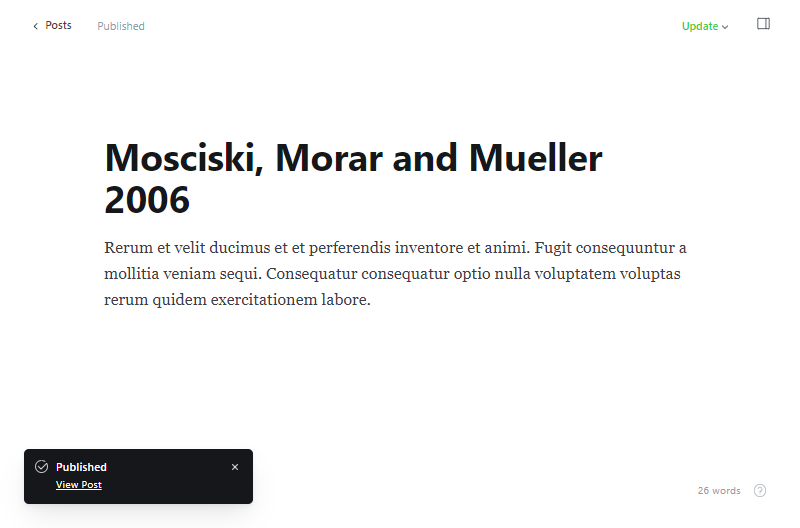 Posts
Published
Update
Mosciski, Morar and Mueller
2006
Rerum et velit ducimus et et perferendis inventore et animi. Fugit consequuntur a
mollitia veniam sequi. Consequatur consequatur optio nulla voluptatem voluptas
rerum quidem exercitationem labore.
Published
View Post
26 words